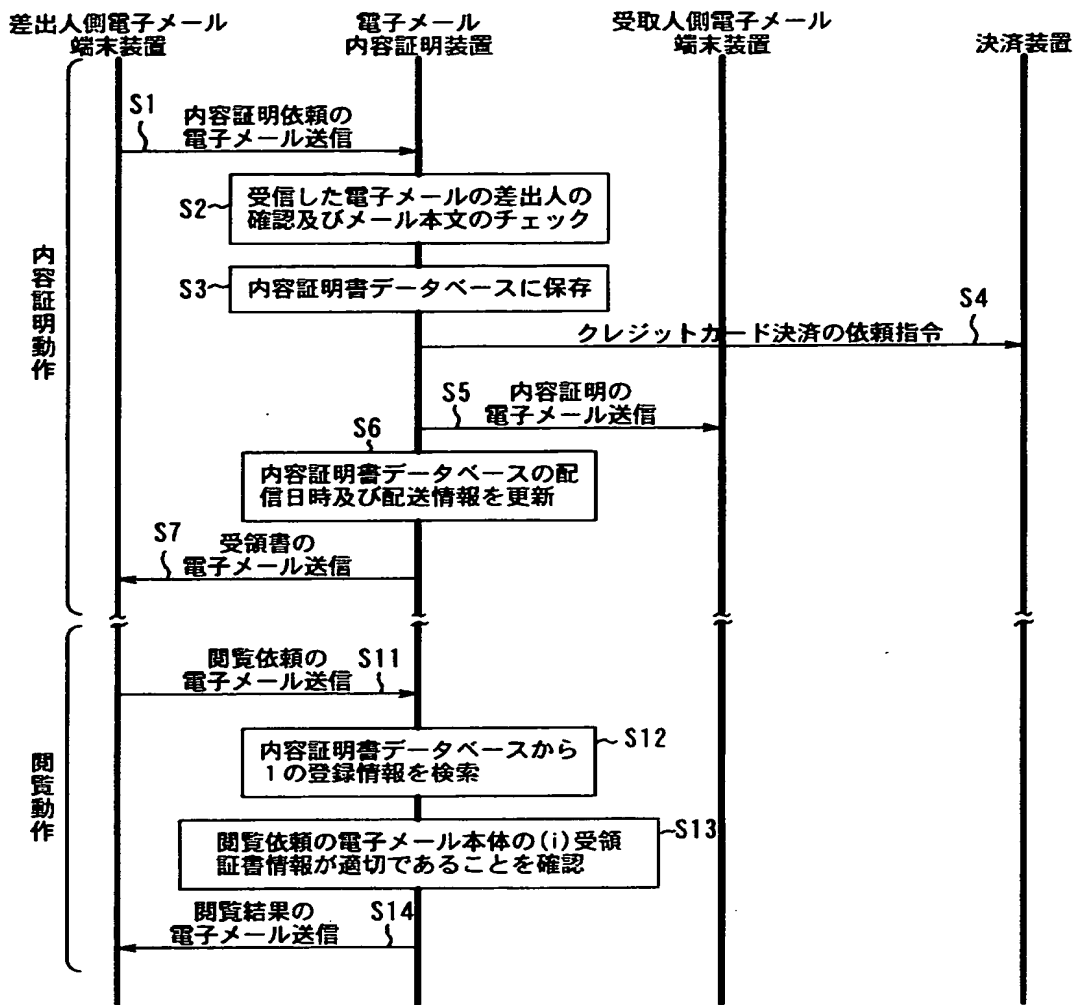 差出人側電子メール
端末装置
電子メール
内容証明装置
受取人側電子メール
端末装置
決済装置
内容証明動作
S1
内容証明依頼の
電子メール送信
S2
受信した電子メールの差出人の
確認及びメール本文のチェック
S3
内容証明書データベースに保存
S4
クレジットカード決済の依頼指令
S5
内容証明の
電子メール送信
S6
内容証明書データベースの配
信日時及び配送情報を更新
S7
受領書の
電子メール送信
閲覧動作
閲覧依頼の
電子メール送信
S11
内容証明書データベースから
1の登録情報を検索
S12
閲覧依頼の電子メール本体の(i)受領
証書情報が適切であることを確認
S13
閲覧結果の
電子メール送信
S14